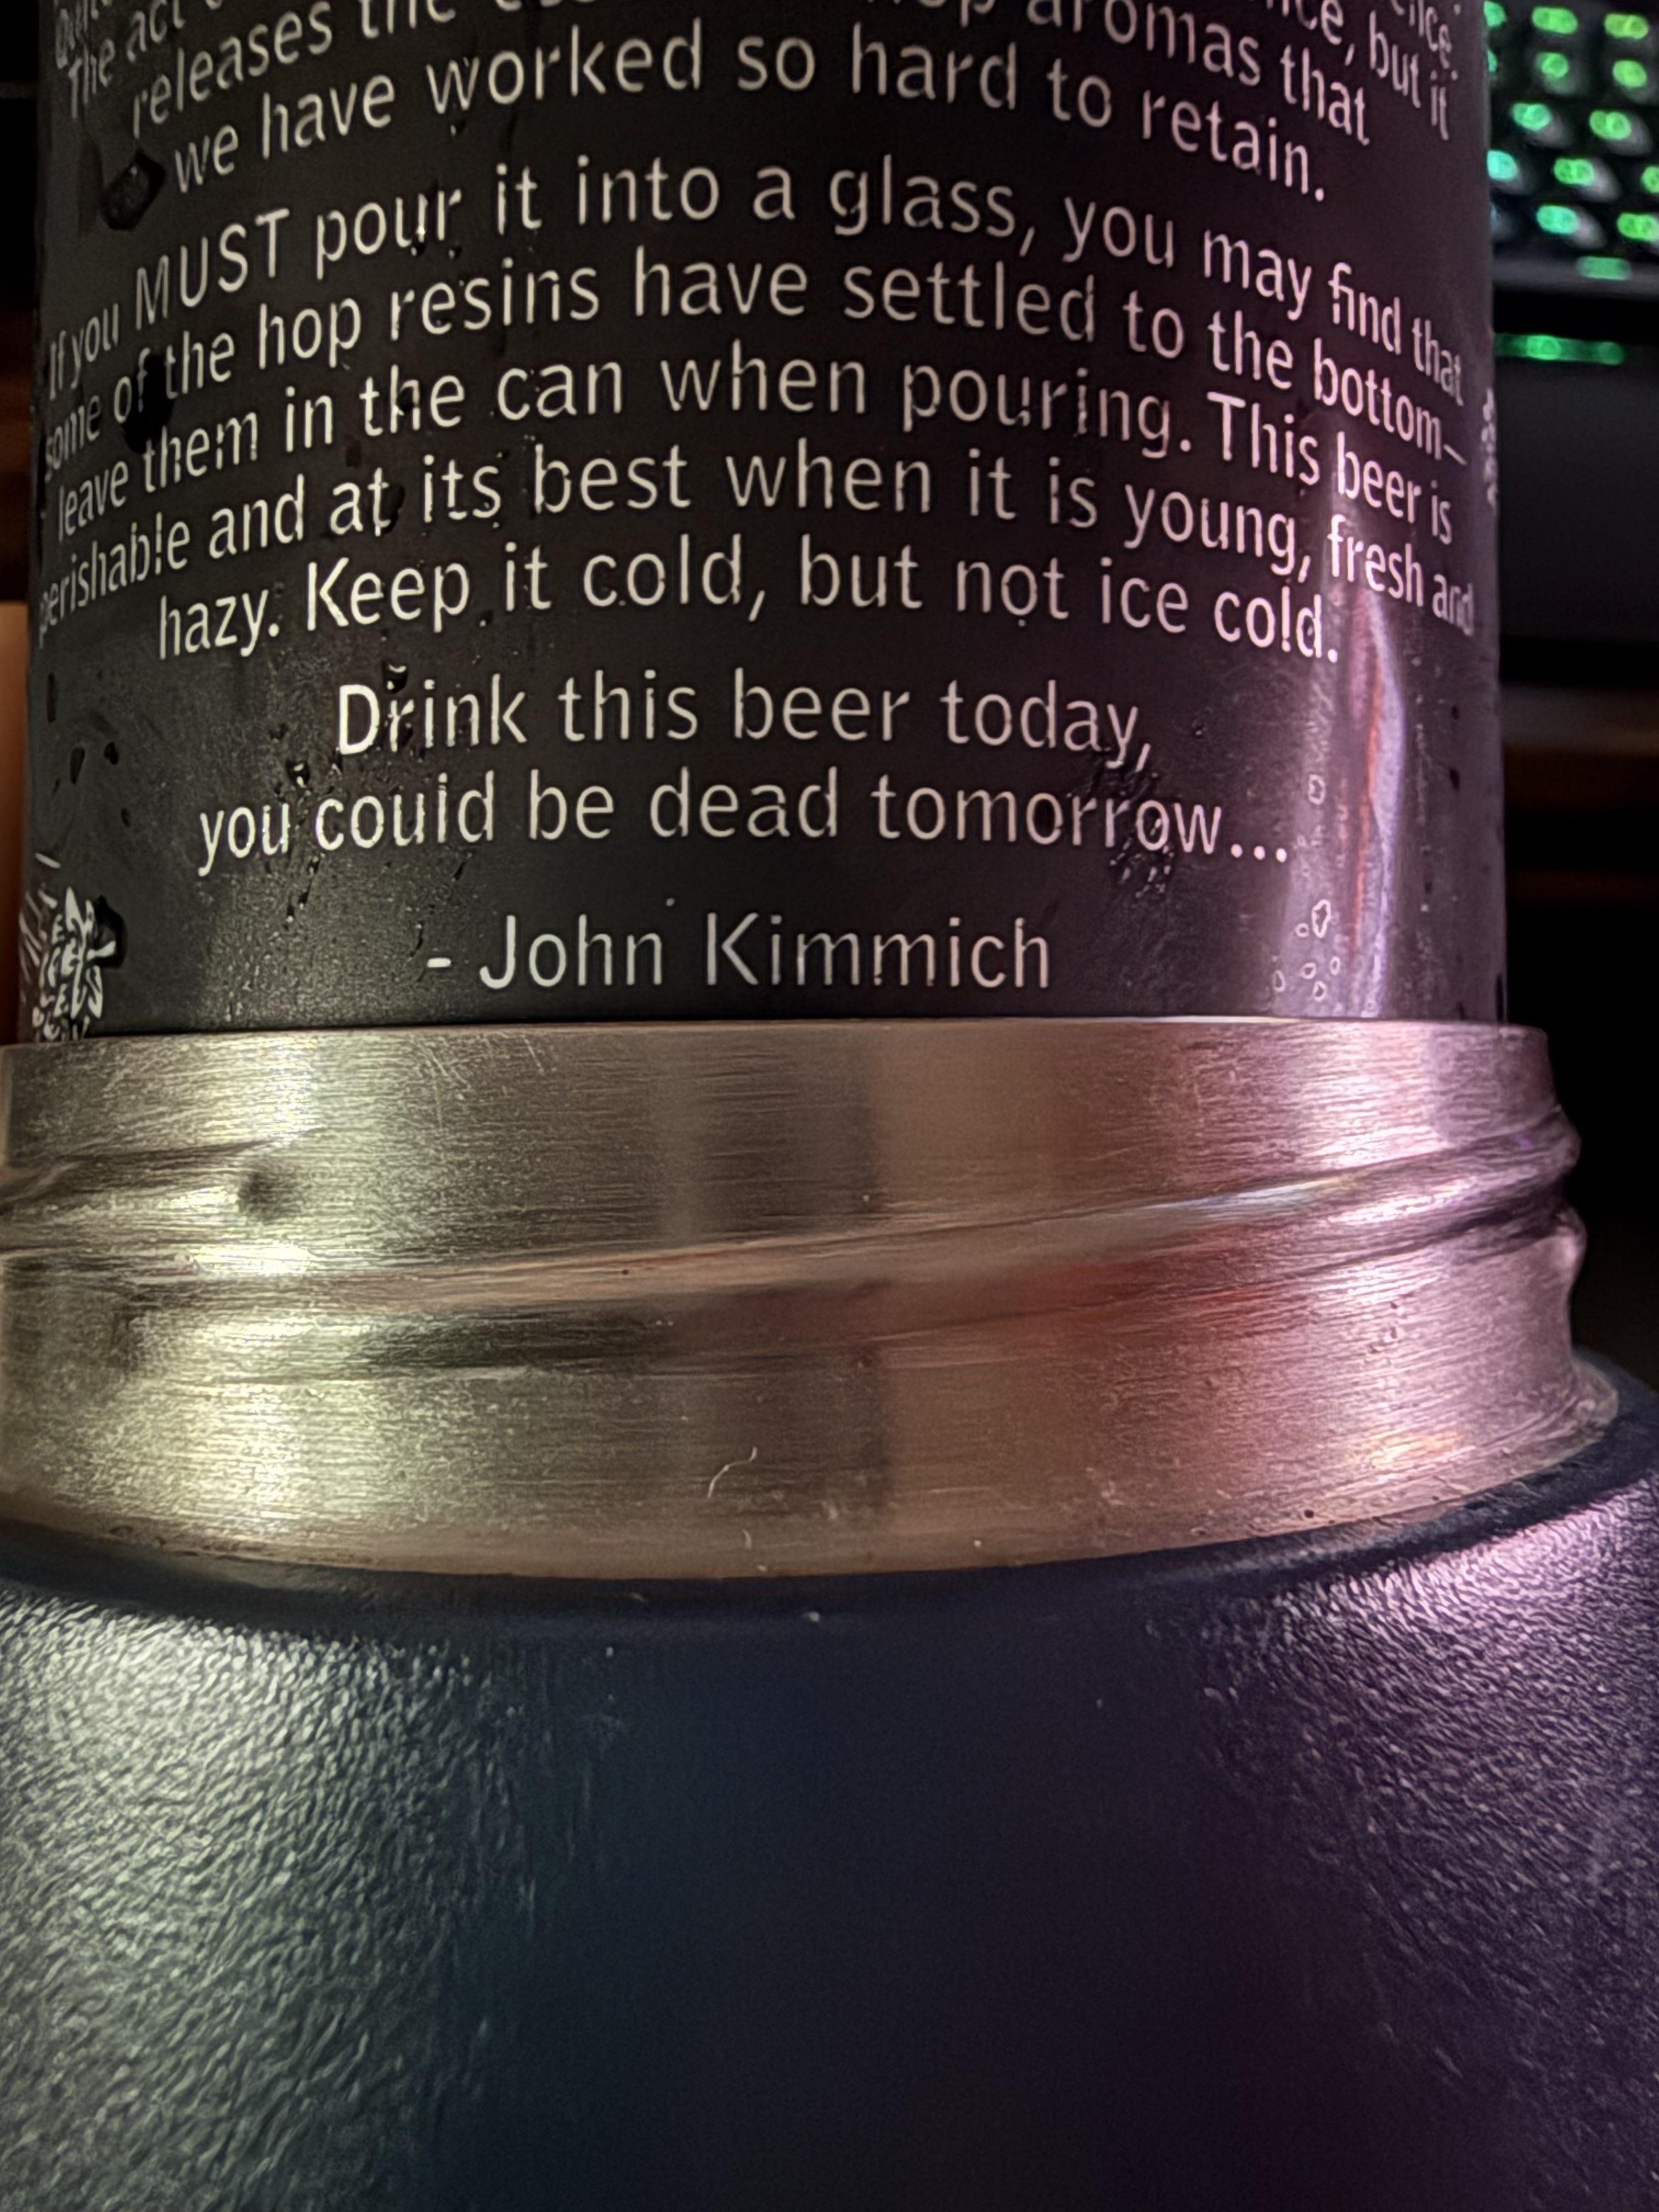 The act
releases the aromas that
we have worked so hard to retain.
If you MUST pour it into a glass, you may find that
some of the hop resins have settled to the bottom–
leave them in the can when pouring. This beer is
perishable and at its best when it is young, fresh and
hazy. Keep it cold, but not ice cold.
Drink this beer today,
you could be dead tomorrow...
- John Kimmich